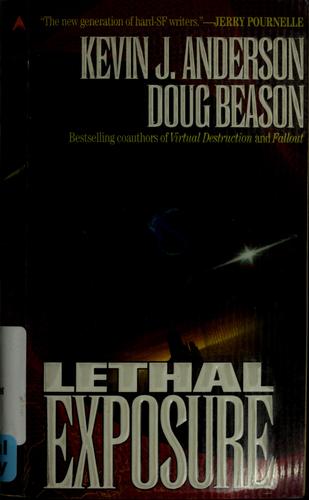 "The new generation of hard-SF writers."—JERRY POURNELLE
KEVIN J. ANDERSON
DOUG BEASON
Bestselling coauthors of Virtual Destruction and Fallout
LETHAL
EXPOSURE